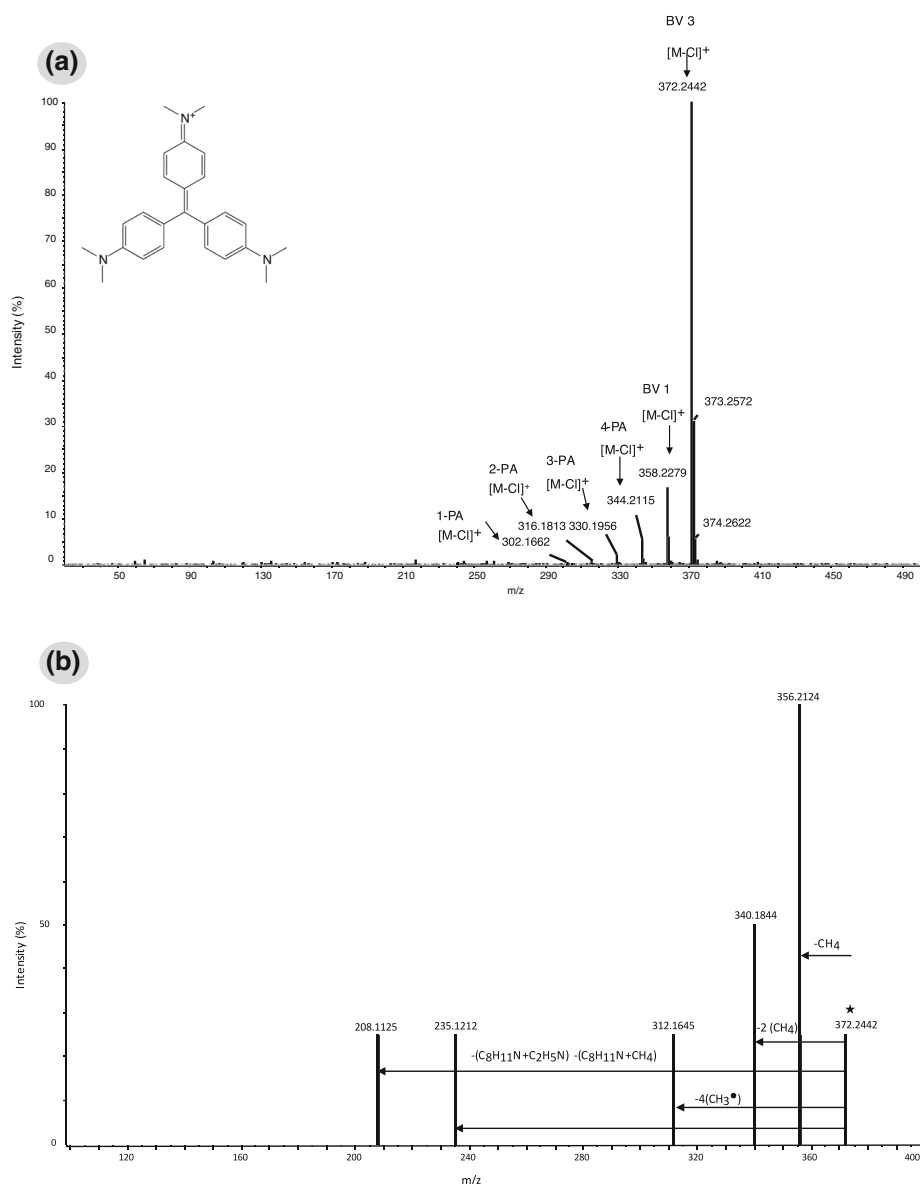 (a)
BV 3
[M-Cl]+
372.2442
N+
N
N
100
90
80
70
60
50
40
30
20
10
0
Intensity (%)
BV 1
[M-Cl]+
373.2572
4-PA
[M-Cl]+
358.2279
3-PA
[M-Cl]+
344.2115
2-PA
[M-Cl]+
316.1813 330.1956
1-PA
[M-Cl]+
302.1662
374.2622
50 90 130 170 210 250 290 330 370 410 450 490
m/z
(b)
100
356.2124
50
340.1844
-CH4
Intensity (%)
★
208.1125 235.1212 312.1645 372.2442
-2 (CH4)
-(C8H11N+C2H5N) -(C8H11N+CH4)
-4(CH3●)
0
120 160 200 240 280 320 360 400
m/z